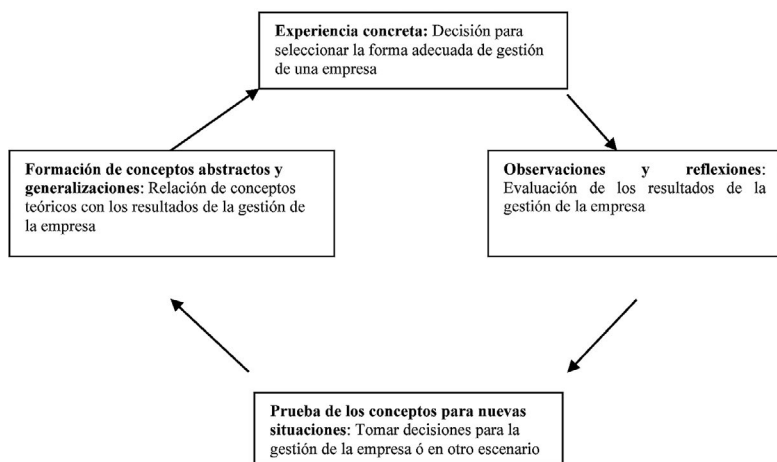 Experiencia concreta: Decisión para
seleccionar la forma adecuada de gestión
de una empresa
Formación de conceptos abstractos y
generalizaciones: Relación de conceptos
teóricos con los resultados de la gestión de
la empresa
Observaciones y reflexiones:
Evaluación de los resultados de la
gestión de la empresa
Prueba de los conceptos para nuevas
situaciones: Tomar decisiones para la
gestión de la empresa ó en otro escenario